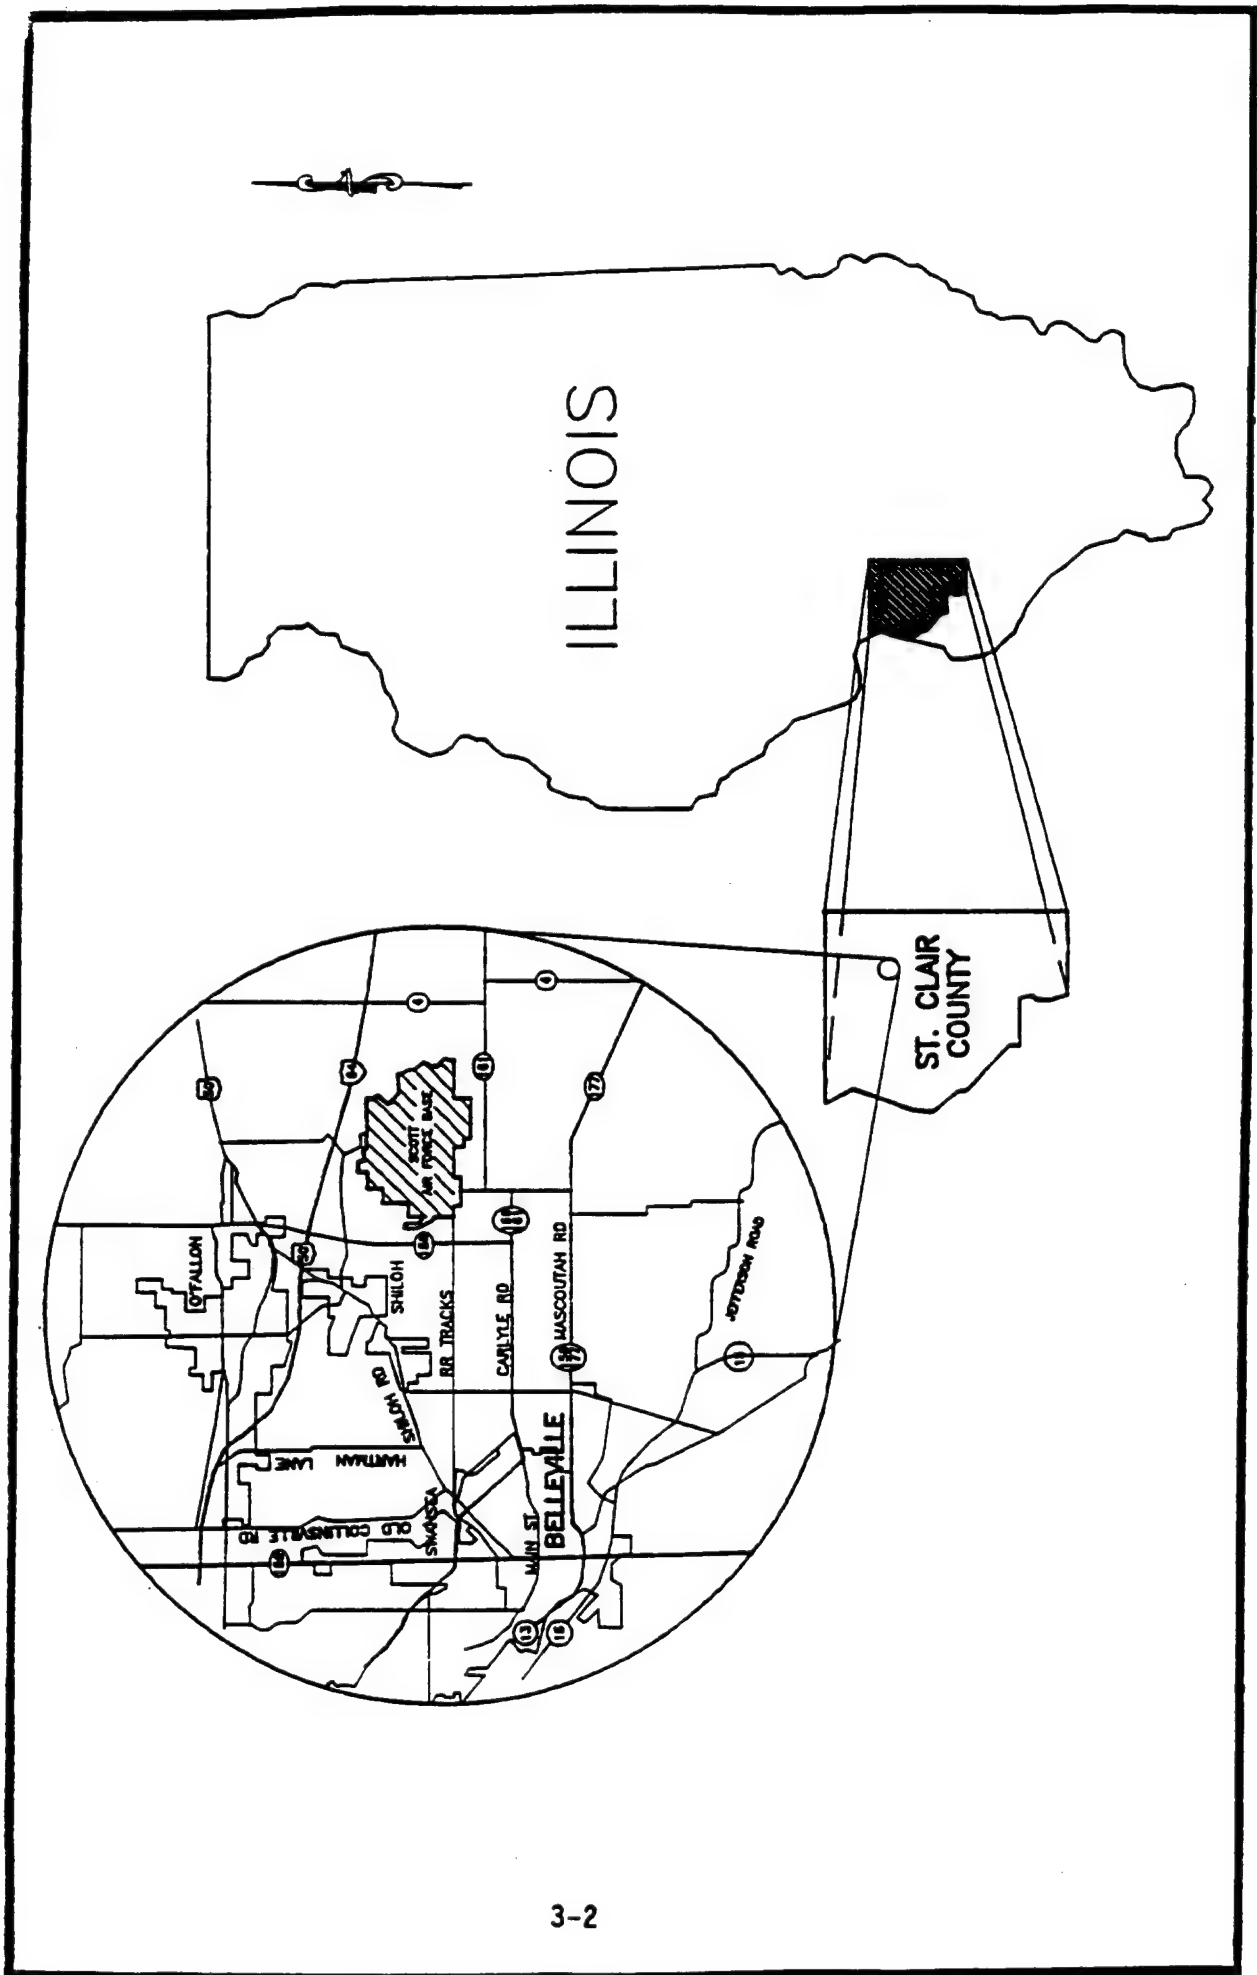 ILLINOIS
ST. CLAIR
COUNTY
50
64
4
4
161
177
SCOTT
AIR FORCE BASE
O'FALLON
50
SHILOH
RR TRACKS
CARLYLE RD
MASCOUTAH RD
177
JEFFERSON ROAD
SHILOH RD
HARTMAN LANE
OLD COLLINSVILLE RD
SWANSEA
MAIN ST.
BELLEVILLE
13
15
3-2